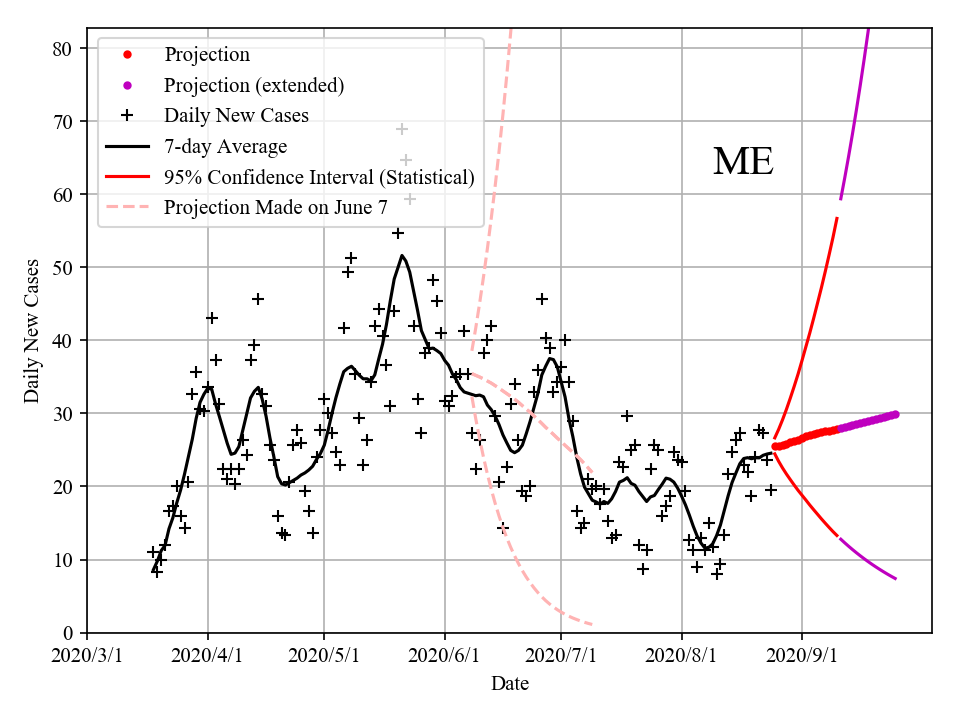 Projection
Projection (extended)
Daily New Cases
7-day Average
95% Confidence Interval (Statistical)
Projection Made on June 7
ME
Daily New Cases
80
70
60
50
40
30
20
10
0
2020/3/1 2020/4/1 2020/5/1 2020/6/1 2020/7/1 2020/8/1 2020/9/1
Date